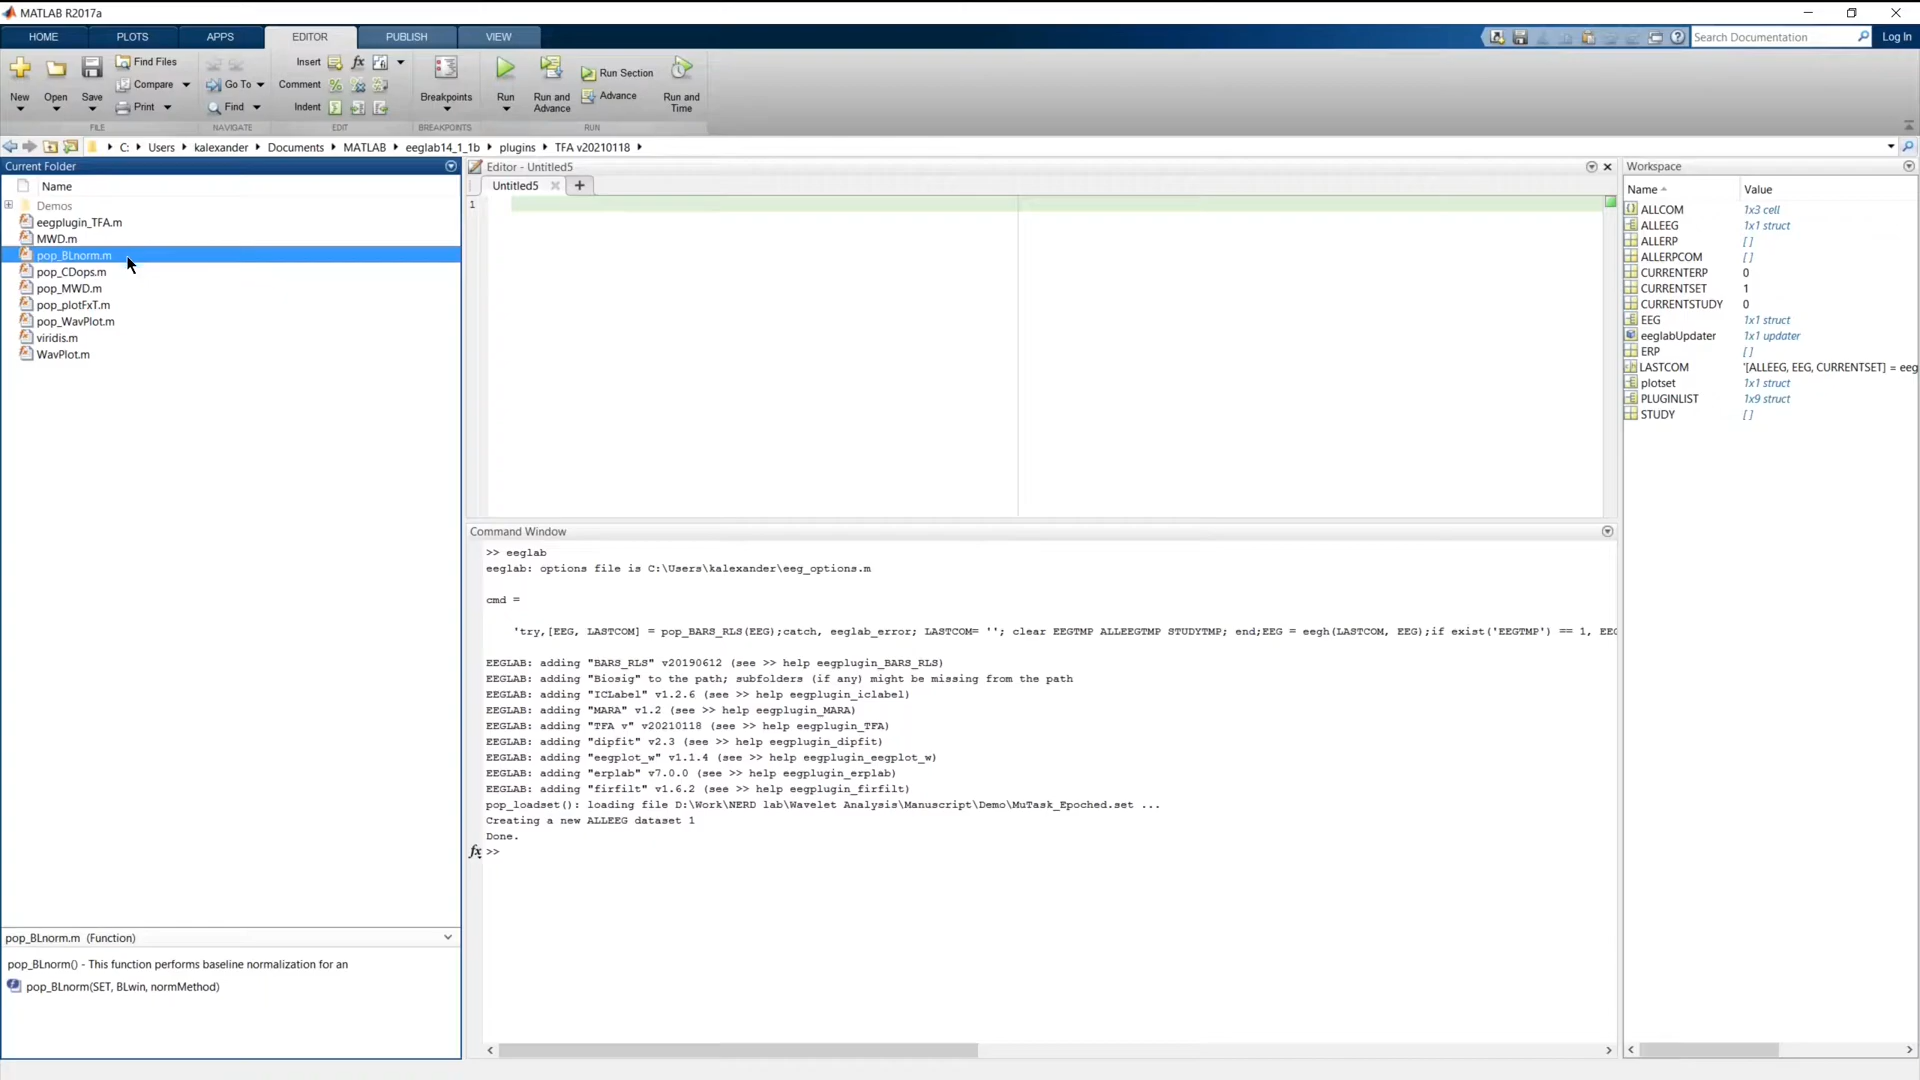 MATLAB R2017a
HOME PLOTS APPS EDITOR PUBLISH VIEW
Search Documentation Log In
New Open Save Find Files Compare Print Go To Find Insert Comment Indent Breakpoints Run Run and Advance Run Section Advance Run and Time
FILE NAVIGATE EDIT BREAKPOINTS RUN
C: Users kalexander Documents MATLAB eeglab14_1_1b plugins TFA v20210118
Current Folder
Name
Demos
eegplugin_TFA.m
MWD.m
pop_BLnorm.m
pop_CDops.m
pop_MWD.m
pop_plotFxT.m
pop_WavPlot.m
viridis.m
WavPlot.m
pop_BLnorm.m (Function)
pop_BLnorm() - This function performs baseline normalization for an
pop_BLnorm(SET, BLwin, normMethod)
Editor - Untitled5
Untitled5
1
Command Window
>> eeglab
eeglab: options file is C:\Users\kalexander\eeg_options.m
cmd =
'try,[EEG, LASTCOM] = pop_BARS_RLS(EEG);catch, eeglab_error; LASTCOM= ''; clear EEGTMP ALLEEGTMP STUDYTMP; end;EEG = eegh(LASTCOM, EEG);if exist('EEGTMP') == 1, EEG
EEGLAB: adding "BARS_RLS" v20190612 (see >> help eegplugin_BARS_RLS)
EEGLAB: adding "Biosig" to the path; subfolders (if any) might be missing from the path
EEGLAB: adding "ICLabel" v1.2.6 (see >> help eegplugin_iclabel)
EEGLAB: adding "MARA" v1.2 (see >> help eegplugin_MARA)
EEGLAB: adding "TFA v" v20210118 (see >> help eegplugin_TFA)
EEGLAB: adding "dipfit" v2.3 (see >> help eegplugin_dipfit)
EEGLAB: adding "eegplot_w" v1.1.4 (see >> help eegplugin_eegplot_w)
EEGLAB: adding "erplab" v7.0.0 (see >> help eegplugin_erplab)
EEGLAB: adding "firfilt" v1.6.2 (see >> help eegplugin_firfilt)
pop_loadset(): loading file D:\Work\NERD lab\Wavelet Analysis\Manuscript\Demo\MuTask_Epoched.set ...
Creating a new ALLEEG dataset 1
Done.
fx >>
Workspace
Name Value
ALLCOM 1x3 cell
ALLEEG 1x1 struct
ALLERP []
ALLERPCOM []
CURRENTERP 0
CURRENTSET 1
CURRENTSTUDY 0
EEG 1x1 struct
eeglabUpdater 1x1 updater
ERP []
LASTCOM '[ALLEEG, EEG, CURRENTSET] = eeg
plotset 1x1 struct
PLUGINLIST 1x9 struct
STUDY []